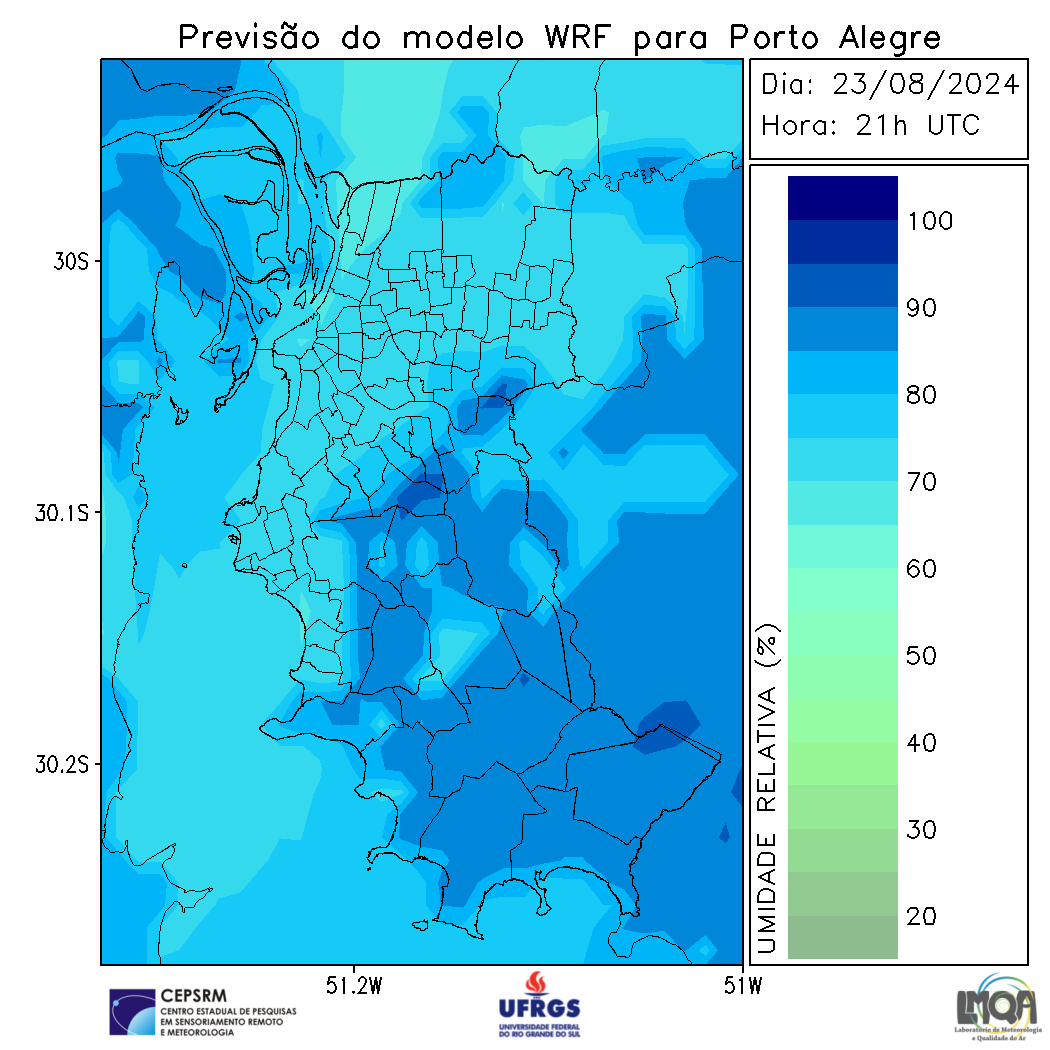 Previsão do modelo WRF para Porto Alegre
Dia: 23/08/2024
Hora: 21h UTC
30S
30.1S
30.2S
51.2W
51W
100
90
80
70
60
50
40
30
20
UMIDADE RELATIVA (%)
CEPSRM
CENTRO ESTADUAL DE PESQUISAS
EM SENSORIAMENTO REMOTO
E METEOROLOGIA
UFRGS
UNIVERSIDADE FEDERAL
DO RIO GRANDE DO SUL
LMQA
Laboratório de Meteorologia
e Qualidade do Ar